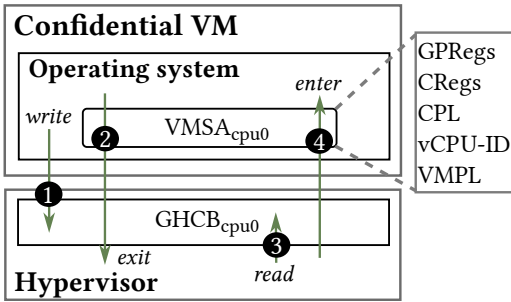 Confidential VM
Operating system
write
enter
VMSAcpu0
1
2
3
4
GHCBcpu0
exit
read
Hypervisor
GPRegs
CRegs
CPL
vCPU-ID
VMPL